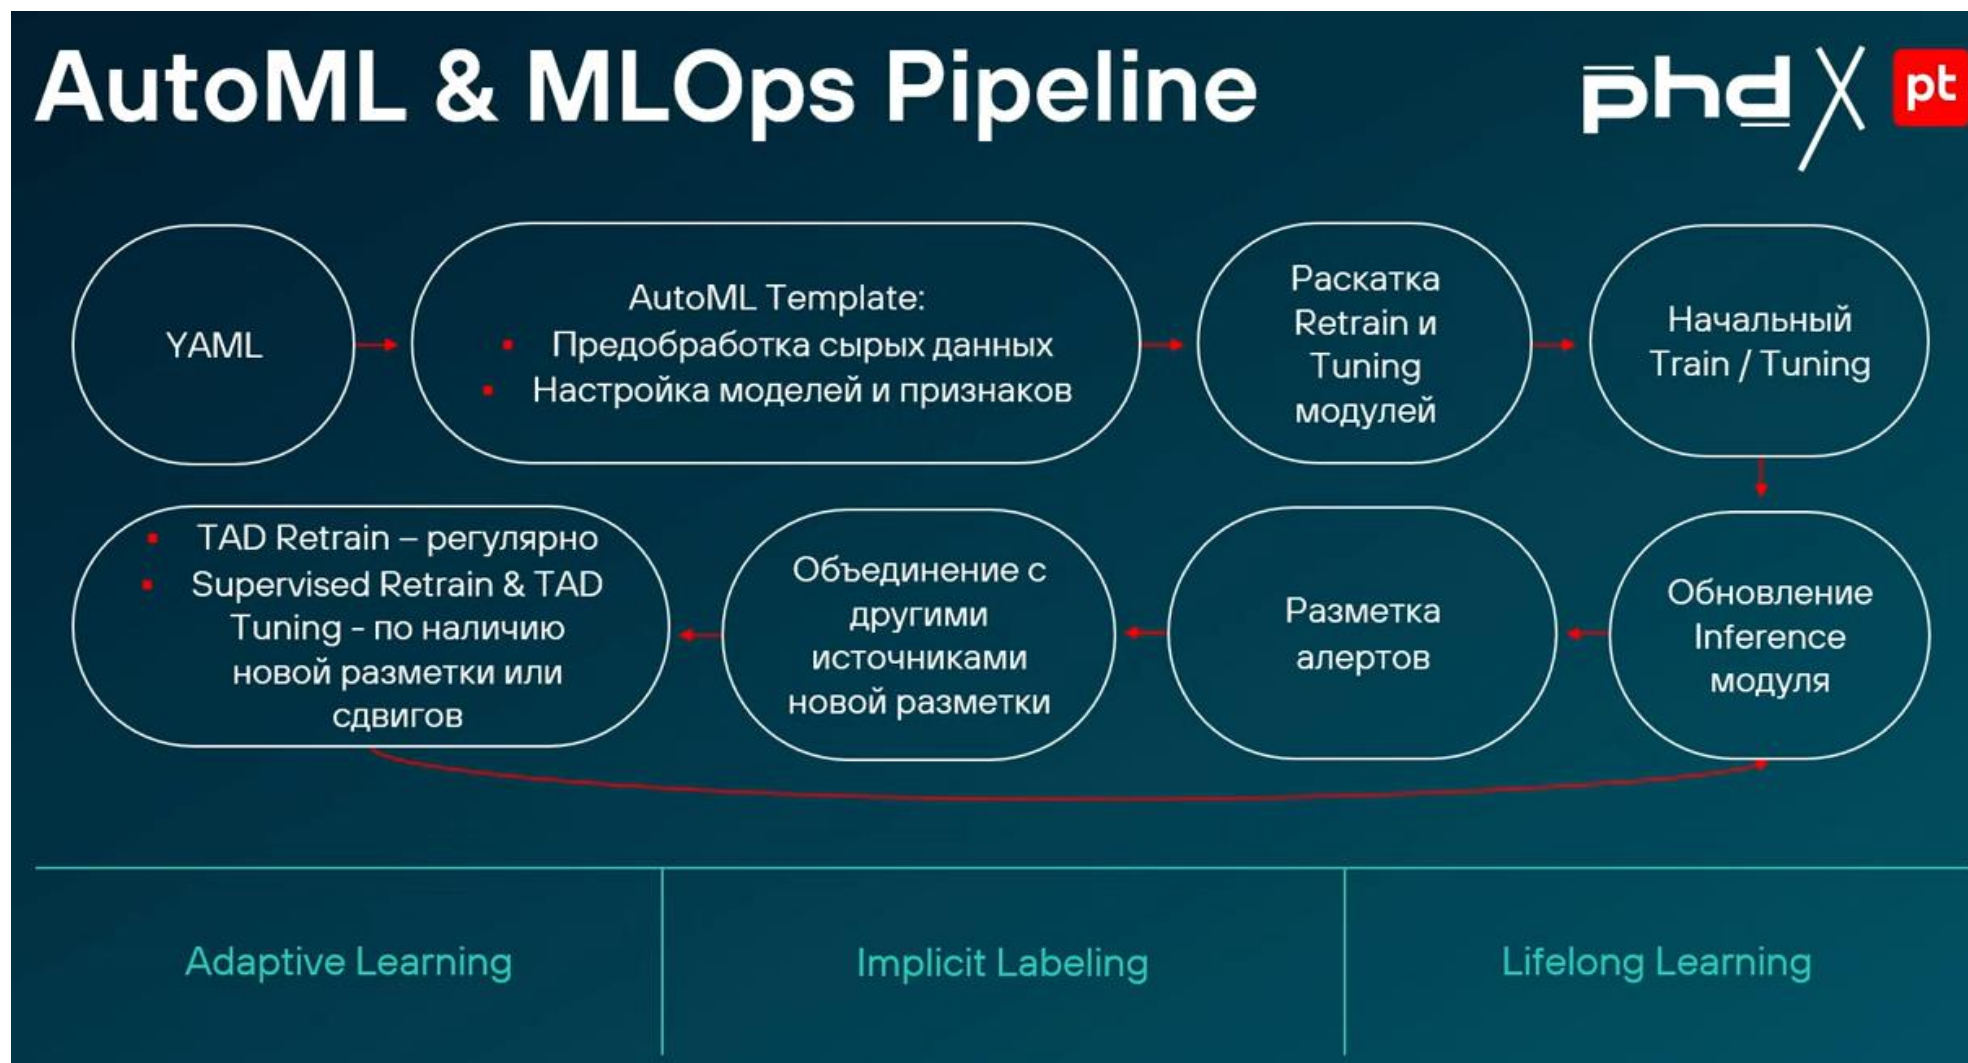 AutoML & MLOps Pipeline
phd
pt
YAML
AutoML Template:
Предобработка сырых данных
Настройка моделей и признаков
Раскатка
Retrain и
Tuning
модулей
Начальный
Train / Tuning
TAD Retrain – регулярно
Supervised Retrain & TAD
Tuning - по наличию
новой разметки или
сдвигов
Объединение с
другими
источниками
новой разметки
Разметка
алертов
Обновление
Inference
модуля
Adaptive Learning
Implicit Labeling
Lifelong Learning